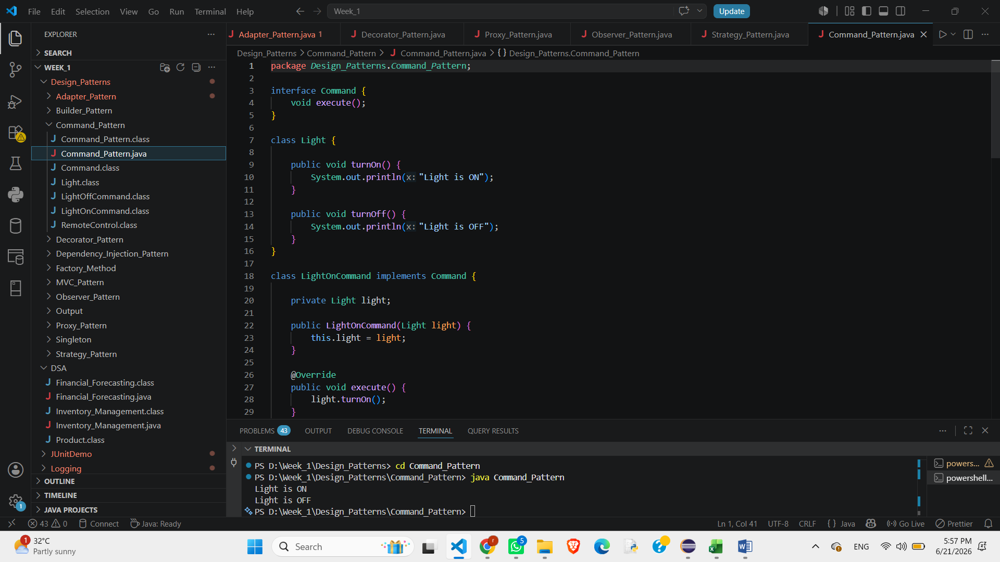 File Edit Selection View Go Run Terminal Help
Week_1
Update
EXPLORER
SEARCH
WEEK_1
Design_Patterns
Adapter_Pattern
Builder_Pattern
Command_Pattern
Command_Pattern.class
Command_Pattern.java
Command.class
Light.class
LightOffCommand.class
LightOnCommand.class
RemoteControl.class
Decorator_Pattern
Dependency_Injection_Pattern
Factory_Method
MVC_Pattern
Observer_Pattern
Output
Proxy_Pattern
Singleton
Strategy_Pattern
DSA
Financial_Forecasting.class
Financial_Forecasting.java
Inventory_Management.class
Inventory_Management.java
Product.class
JUnitDemo
Logging
OUTLINE
TIMELINE
JAVA PROJECTS
Adapter_Pattern.java 1 Decorator_Pattern.java Proxy_Pattern.java Observer_Pattern.java Strategy_Pattern.java Command_Pattern.java
Design_Patterns > Command_Pattern > Command_Pattern.java > {} Design_Patterns.Command_Pattern
1 package Design_Patterns.Command_Pattern;
2
3 interface Command {
4 void execute();
5 }
6
7 class Light {
8
9 public void turnOn() {
10 System.out.println(x: "Light is ON");
11 }
12
13 public void turnOff() {
14 System.out.println(x: "Light is OFF");
15 }
16 }
17
18 class LightOnCommand implements Command {
19
20 private Light light;
21
22 public LightOnCommand(Light light) {
23 this.light = light;
24 }
25
26 @Override
27 public void execute() {
28 light.turnOn();
29 }
PROBLEMS 43 OUTPUT DEBUG CONSOLE TERMINAL QUERY RESULTS
TERMINAL
PS D:\Week_1\Design_Patterns> cd Command_Pattern
PS D:\Week_1\Design_Patterns\Command_Pattern> java Command_Pattern
Light is ON
Light is OFF
PS D:\Week_1\Design_Patterns\Command_Pattern>
powers...
powershell...
1
43 0 Connect Java: Ready
Ln 1, Col 41 UTF-8 CRLF {} Java Go Live Prettier
1
32°C
Partly sunny
Search
r
5
ENG
5:57 PM
6/21/2026